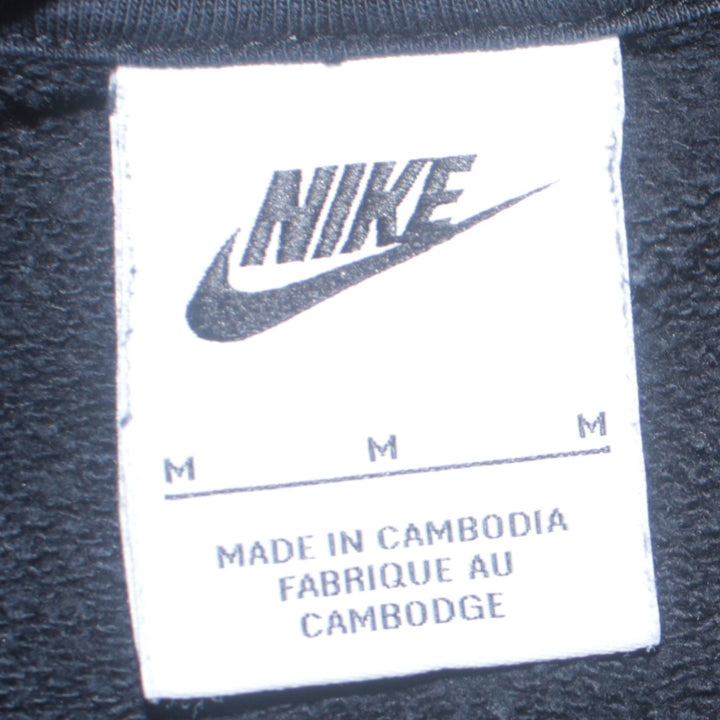 NIKE
M M M
MADE IN CAMBODIA
FABRIQUE AU
CAMBODGE